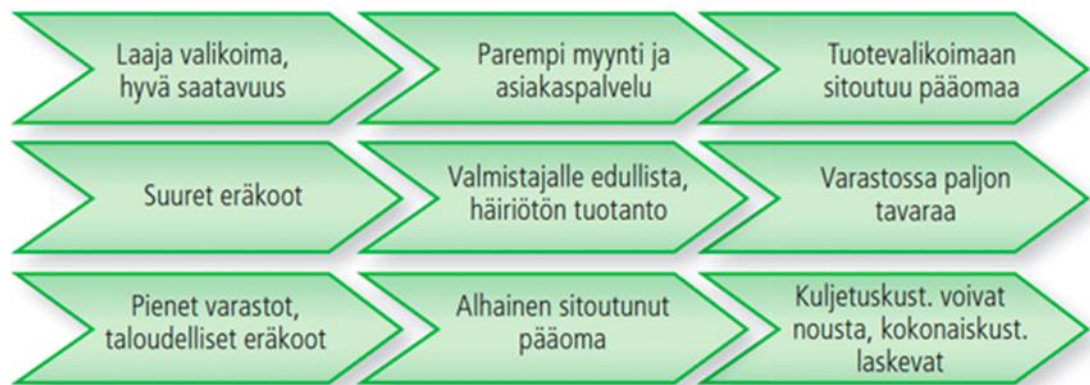 Laaja valikoima,
hyvä saatavuus
Parempi myynti ja
asiakaspalvelu
Tuotevalikoimaan
sitoutuu pääomaa
Suuret eräkoot
Valmistajalle edullista,
häiriötön tuotanto
Varastossa paljon
tavaraa
Pienet varastot,
taloudelliset eräkoot
Alhainen sitoutunut
pääoma
Kuljetuskust. voivat
nousta, kokonaiskust.
laskevat